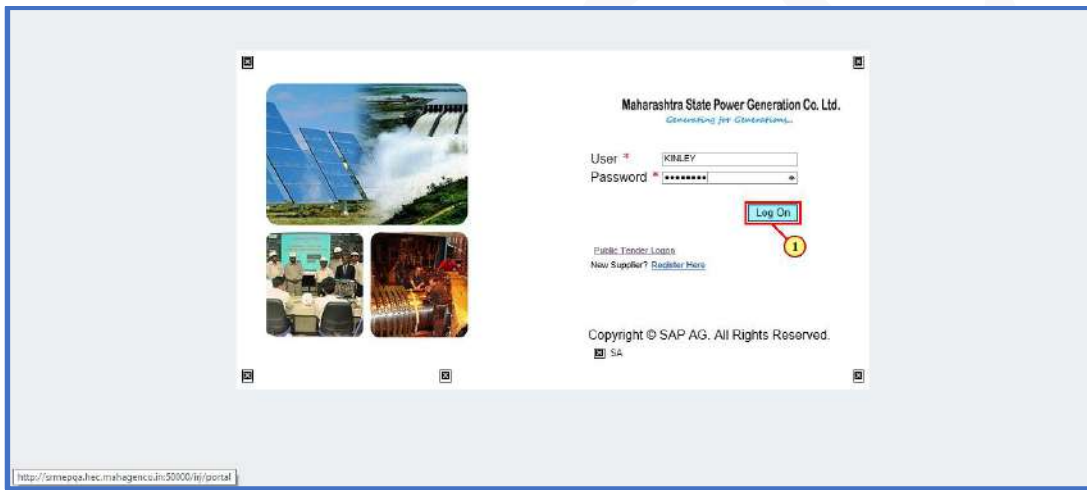 Maharashtra State Power Generation Co. Ltd.
Generating for Generations...
User *
KINLEY
Password *
Log On
1
Public Tender Logon
New Supplier? Register Here
Copyright © SAP AG. All Rights Reserved.
SA
http://srmepqa.hec.mahagenco.in:50000/irj/portal